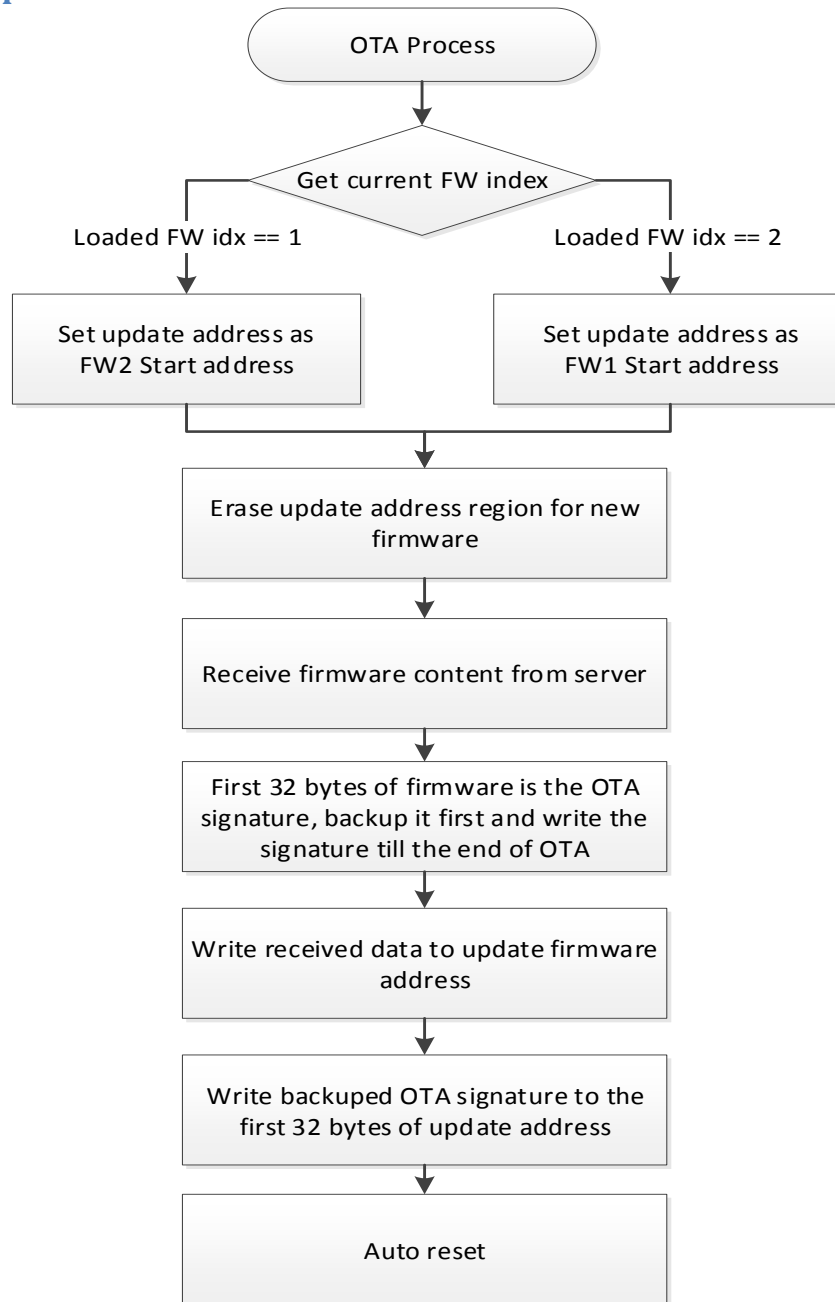 OTA Process
Get current FW index
Loaded FW idx == 1
Loaded FW idx == 2
Set update address as
FW2 Start address
Set update address as
FW1 Start address
Erase update address region for new
firmware
Receive firmware content from server
First 32 bytes of firmware is the OTA
signature, backup it first and write the
signature till the end of OTA
Write received data to update firmware
address
Write backuped OTA signature to the
first 32 bytes of update address
Auto reset